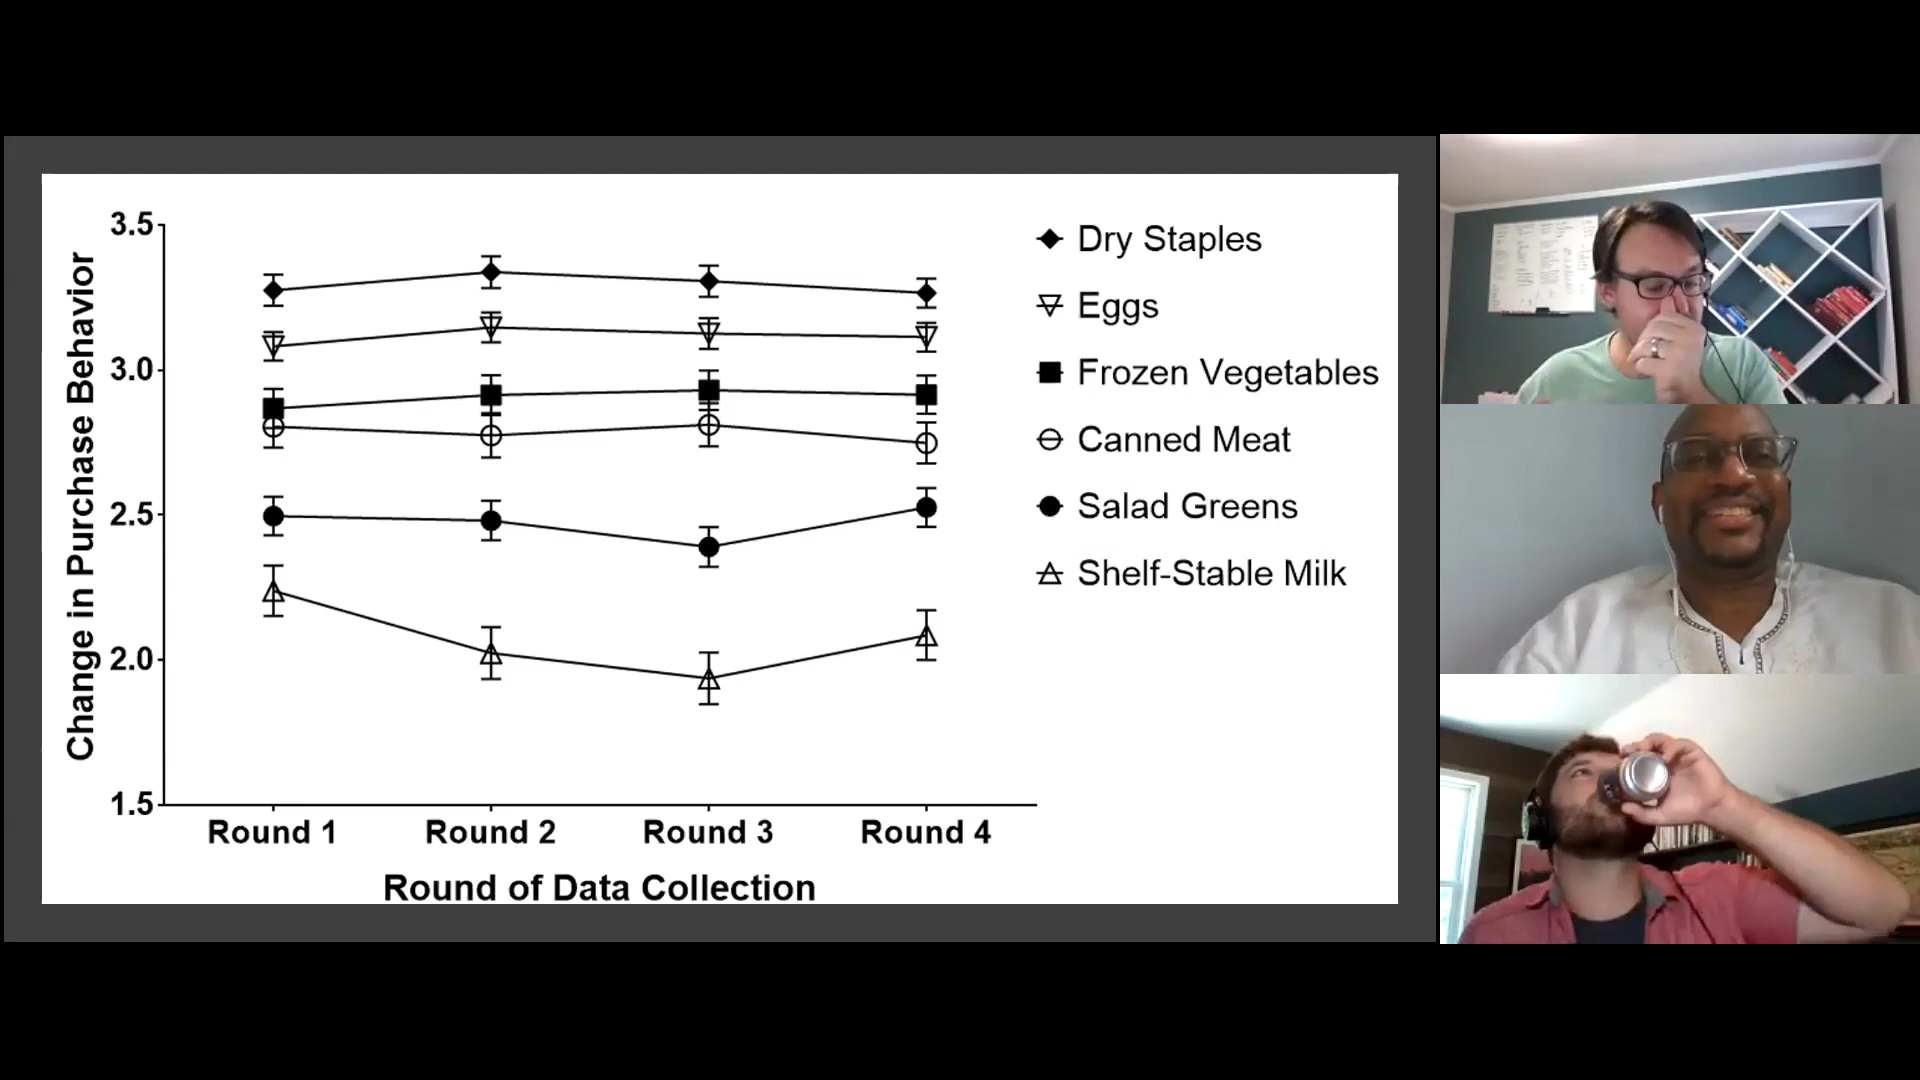 3.5
3.0
2.5
2.0
1.5
Change in Purchase Behavior
Round 1
Round 2
Round 3
Round 4
Round of Data Collection
Dry Staples
Eggs
Frozen Vegetables
Canned Meat
Salad Greens
Shelf-Stable Milk